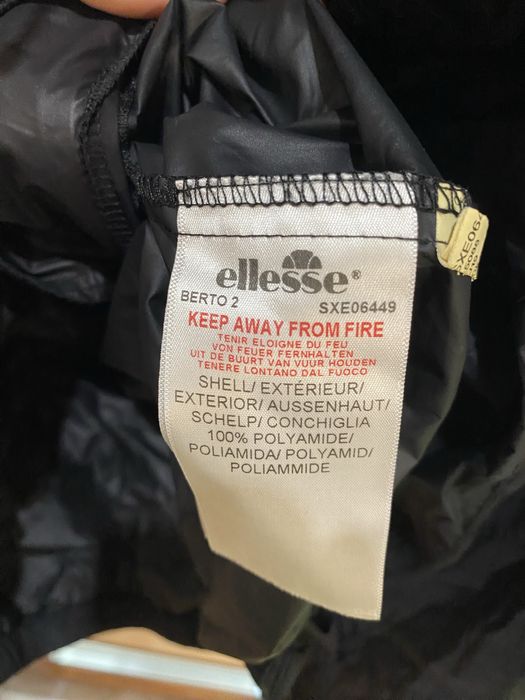 ellesse®
BERTO 2 SXE06449
KEEP AWAY FROM FIRE
TENIR ELOIGNE DU FEU
VON FEUER FERNHALTEN
UIT DE BUURT VAN VUUR HOUDEN
TENERE LONTANO DAL FUOCO
SHELL/ EXTÉRIEUR/
EXTERIOR/ AUSSENHAUT/
SCHELP/ CONCHIGLIA
100% POLYAMIDE/
POLIAMIDA/ POLYAMID/
POLIAMMIDE